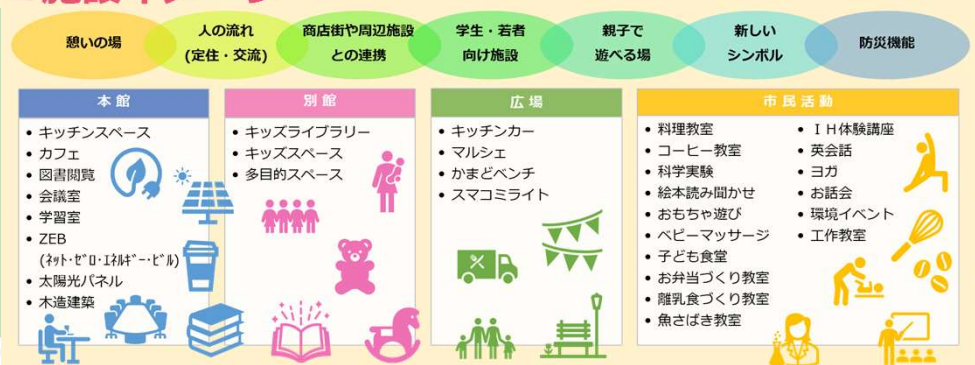 憩いの場
人の流れ
(定住・交流)
商店街や周辺施設
との連携
学生・若者
向け施設
親子で
遊べる場
新しい
シンボル
防災機能
本館
・キッチンスペース
・カフェ
・図書閲覧
・会議室
・学習室
・ZEB
(ネット・ゼロ・エネルギー・ビル)
・太陽光パネル
・木造建築
別館
・キッズライブラリー
・キッズスペース
・多目的スペース
広場
・キッチンカー
・マルシェ
・かまどベンチ
・スマコミライト
市民活動
・料理教室
・コーヒー教室
・科学実験
・絵本読み聞かせ
・おもちゃ遊び
・ベビーマッサージ
・子ども食堂
・お弁当づくり教室
・離乳食づくり教室
・魚さばき教室
・ＩＨ体験講座
・英会話
・ヨガ
・お話会
・環境イベント
・工作教室